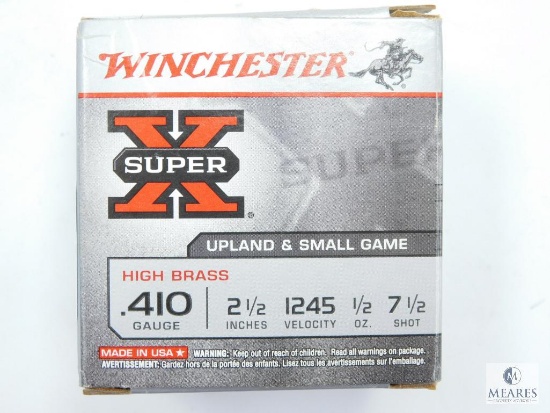 WINCHESTER
SUPER X
®
SUPER
UPLAND & SMALL GAME
HIGH BRASS
.410 2 1/2 1245 1/2 7 1/2
GAUGE INCHES VELOCITY OZ. SHOT
MADE IN USA ★ WARNING: Keep out of reach of children. Read all warnings on package.
AVERTISSEMENT: Gardez hors de la portée des enfants. Lisez tous les avertissements sur l'emballage.
M
MEARES